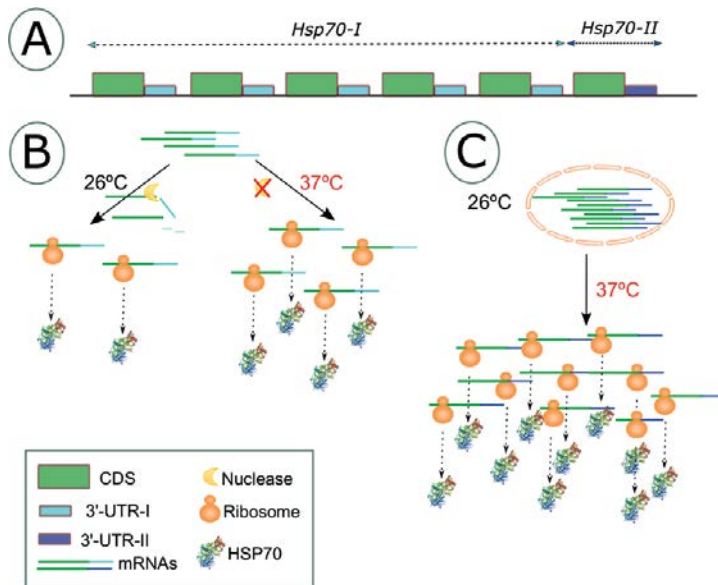 A
Hsp70-I
Hsp70-II
B
26ºC
37ºC
C
26ºC
37ºC
CDS
3'-UTR-I
3'-UTR-II
mRNAs
Nuclease
Ribosome
HSP70